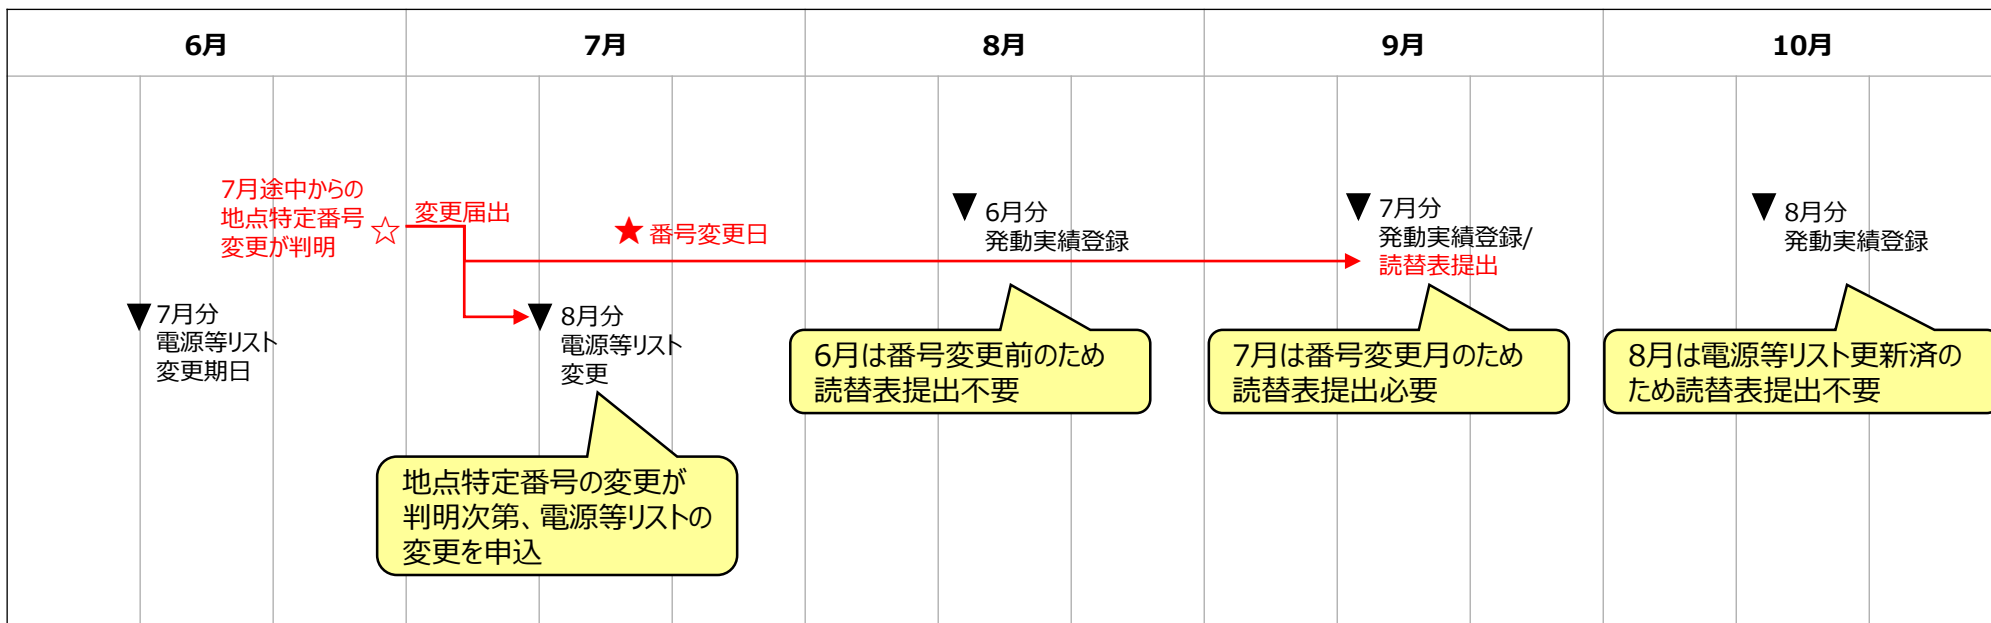 6月
7月
8月
9月
10月
7月途中からの
地点特定番号
変更が判明
☆
変更届出
★ 番号変更日
▼ 6月分
発動実績登録
▼ 7月分
発動実績登録/
読替表提出
▼ 8月分
発動実績登録
▼ 7月分
電源等リスト
変更期日
▼ 8月分
電源等リスト
変更
6月は番号変更前のため
読替表提出不要
7月は番号変更月のため
読替表提出必要
8月は電源等リスト更新済の
ため読替表提出不要
地点特定番号の変更が
判明次第、電源等リストの
変更を申込